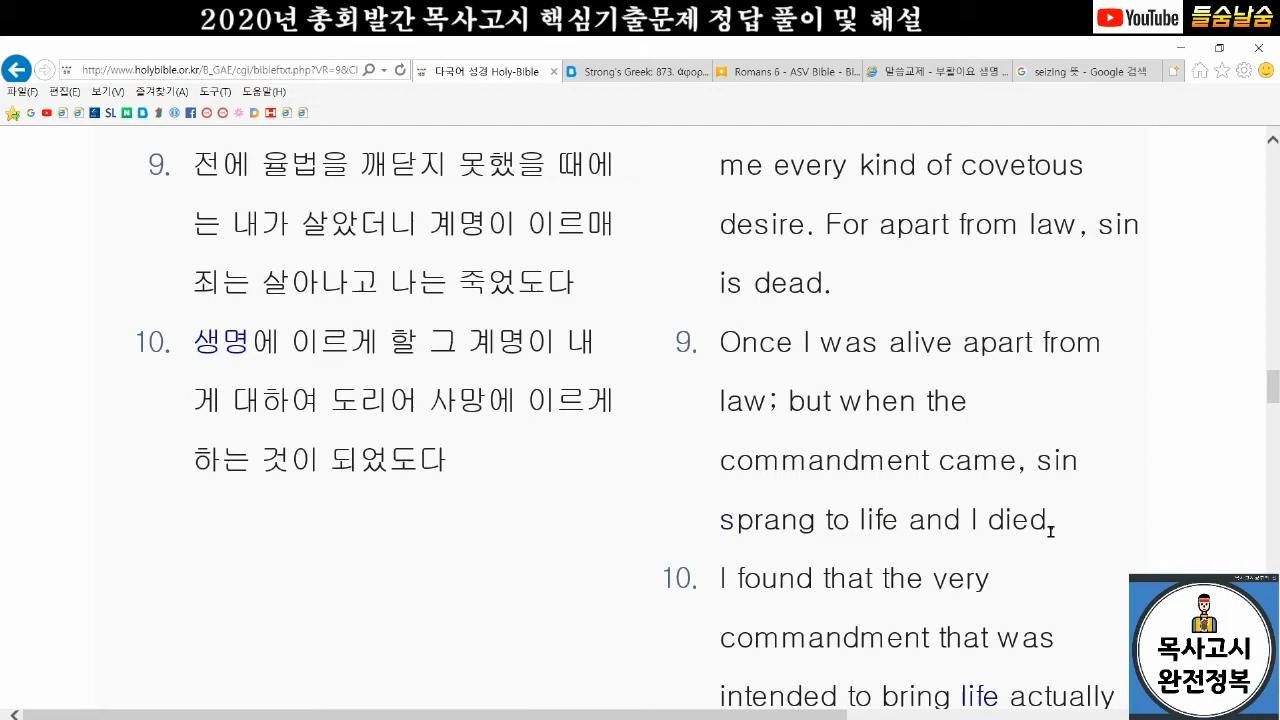 2020년 총회발간 목사고시 핵심기출문제 정답 풀이 및 해설
YouTube 들숨날숨
http://www.holybible.or.kr/B_GAE/cgi/bibleftxt.php?VR=9&CI
다국어 성경 Holy-Bible
Strong's Greek: 873. ἀφορ...
Romans 6 - ASV Bible - Bl...
말씀교제 - 부활이요 생명 ...
seizing 뜻 - Google 검색
파일(F) 편집(E) 보기(V) 즐겨찾기(A) 도구(T) 도움말(H)
9. 전에 율법을 깨닫지 못했을 때에
는 내가 살았더니 계명이 이르매
죄는 살아나고 나는 죽었도다
10. 생명에 이르게 할 그 계명이 내
게 대하여 도리어 사망에 이르게
하는 것이 되었도다
me every kind of covetous
desire. For apart from law, sin
is dead.
9. Once I was alive apart from
law; but when the
commandment came, sin
sprang to life and I died.
10. I found that the very
commandment that was
intended to bring life actually
목사고시
완전정복